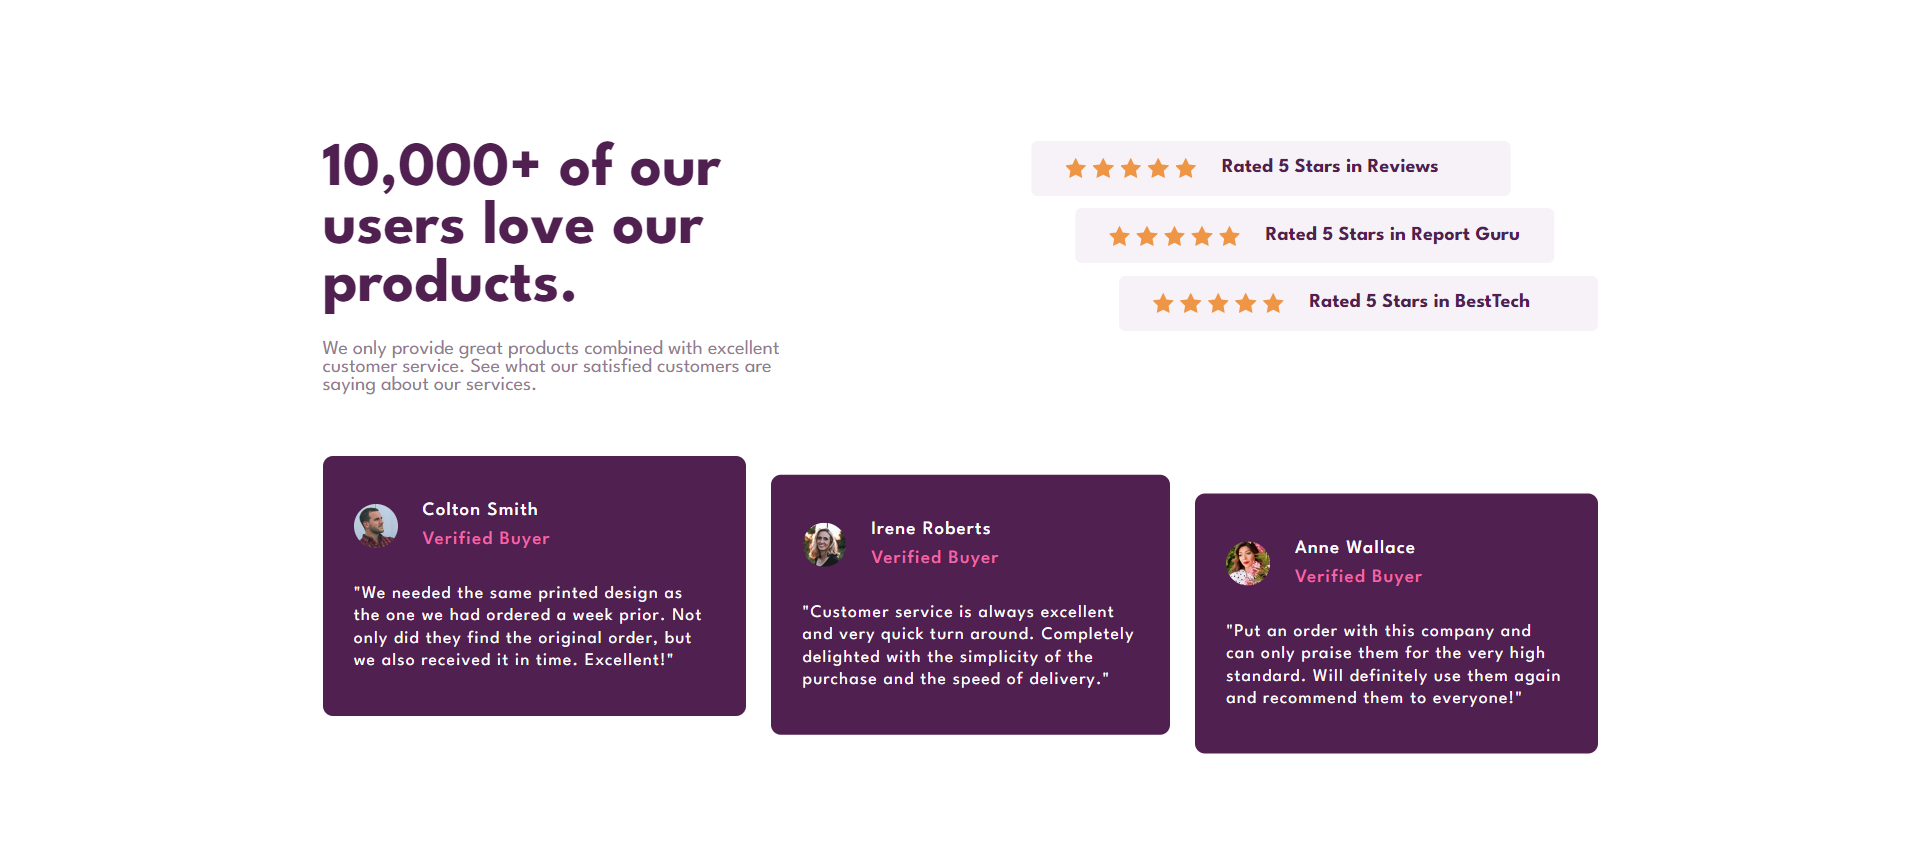 10,000+ of our
users love our
products.
We only provide great products combined with excellent
customer service. See what our satisfied customers are
saying about our services.
Rated 5 Stars in Reviews
Rated 5 Stars in Report Guru
Rated 5 Stars in BestTech
Colton Smith
Verified Buyer
"We needed the same printed design as
the one we had ordered a week prior. Not
only did they find the original order, but
we also received it in time. Excellent!"
Irene Roberts
Verified Buyer
"Customer service is always excellent
and very quick turn around. Completely
delighted with the simplicity of the
purchase and the speed of delivery."
Anne Wallace
Verified Buyer
"Put an order with this company and
can only praise them for the very high
standard. Will definitely use them again
and recommend them to everyone!"